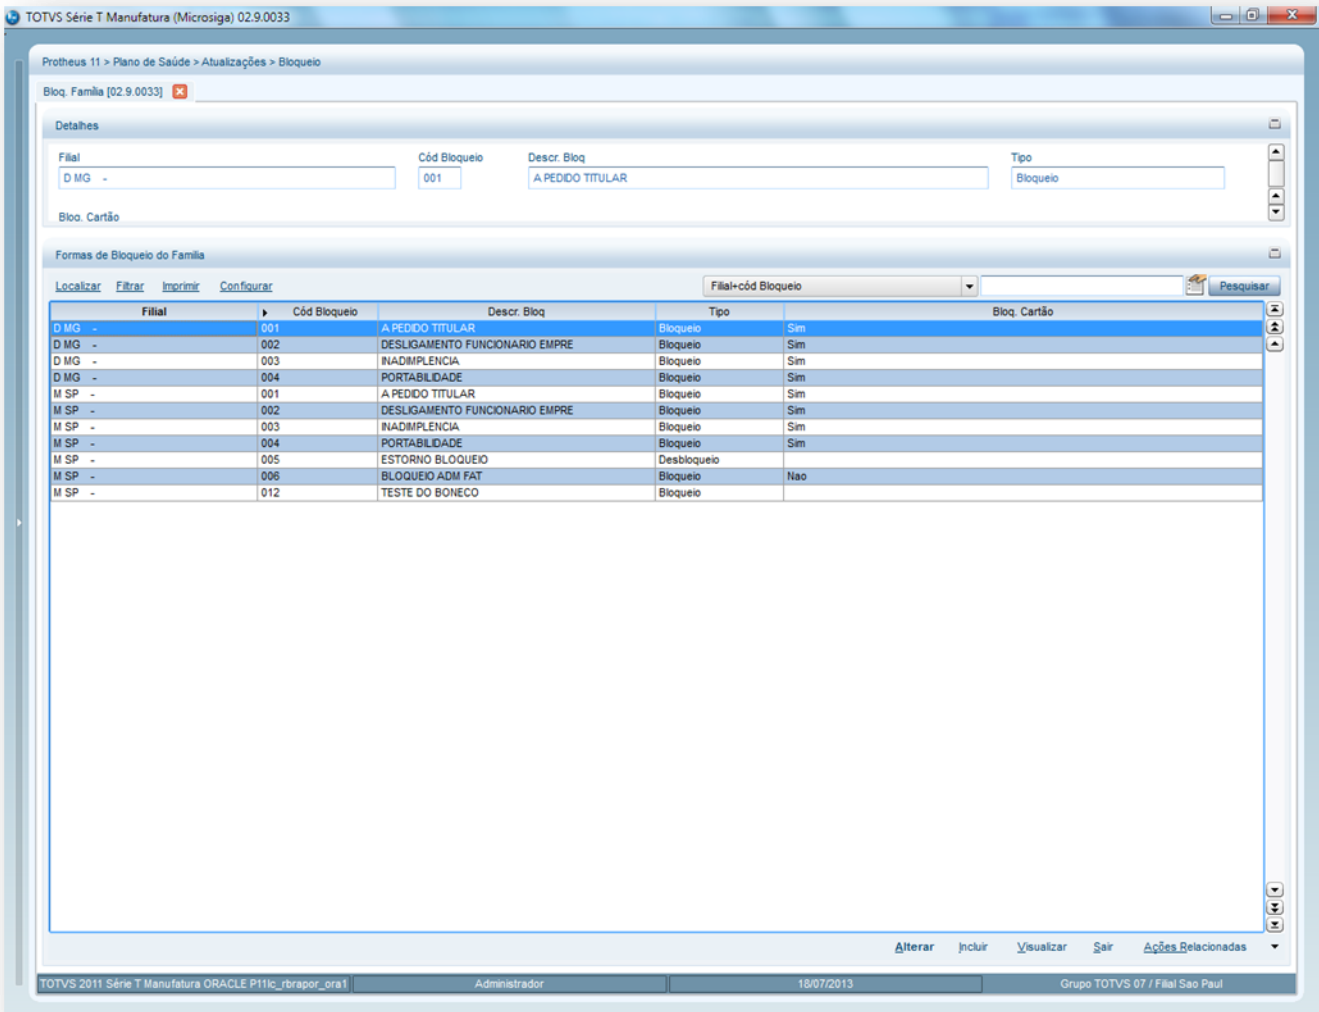 TOTVS Série T Manufatura (Microsiga) 02.9.0033
Protheus 11 > Plano de Saúde > Atualizações > Bloqueio
Bloq. Família [02.9.0033]
Detalhes
Filial Cód Bloqueio Descr. Bloq Tipo
D MG - 001 A PEDIDO TITULAR Bloqueio
Bloq. Cartão
Formas de Bloqueio do Familia
Localizar Filtrar Imprimir Configurar Filial+cód Bloqueio Pesquisar
Filial Cód Bloqueio Descr. Bloq Tipo Bloq. Cartão
D MG - 001 A PEDIDO TITULAR Bloqueio Sim
D MG - 002 DESLIGAMENTO FUNCIONARIO EMPRE Bloqueio Sim
D MG - 003 INADIMPLENCIA Bloqueio Sim
D MG - 004 PORTABILIDADE Bloqueio Sim
M SP - 001 A PEDIDO TITULAR Bloqueio Sim
M SP - 002 DESLIGAMENTO FUNCIONARIO EMPRE Bloqueio Sim
M SP - 003 INADIMPLENCIA Bloqueio Sim
M SP - 004 PORTABILIDADE Bloqueio Sim
M SP - 005 ESTORNO BLOQUEIO Desbloqueio
M SP - 006 BLOQUEIO ADM FAT Bloqueio Nao
M SP - 012 TESTE DO BONECO Bloqueio
Alterar Incluir Visualizar Sair Ações Relacionadas
TOTVS 2011 Série T Manufatura ORACLE P11lc_rbrapor_ora1 Administrador 18/07/2013 Grupo TOTVS 07 / Filial Sao Paul